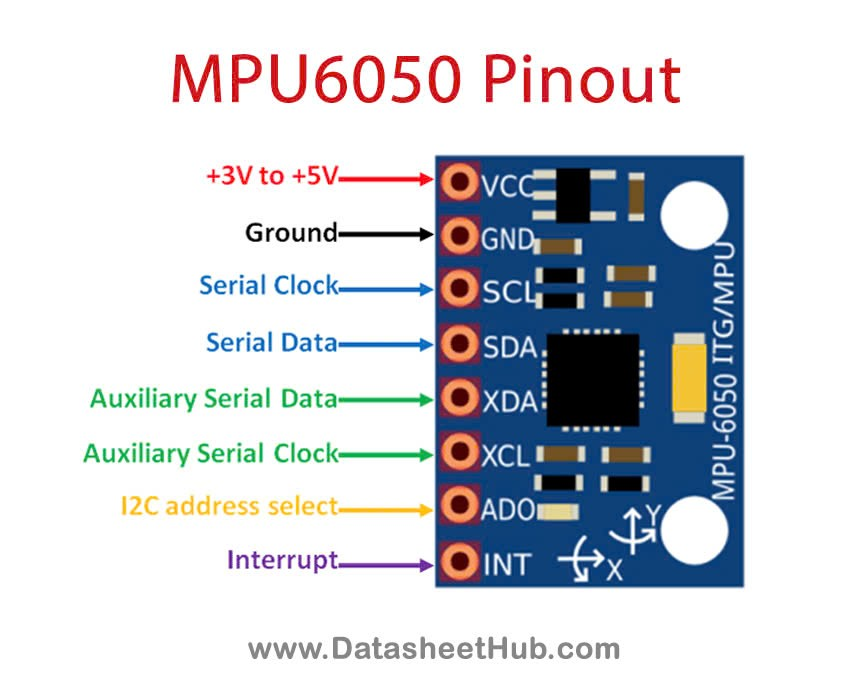 MPU6050 Pinout
+3V to +5V
VCC
Ground
GND
Serial Clock
SCL
Serial Data
SDA
Auxiliary Serial Data
XDA
Auxiliary Serial Clock
XCL
I2C address select
ADO
Interrupt
INT
X
Y
MPU-6050 ITG/MPU
www.DatasheetHub.com